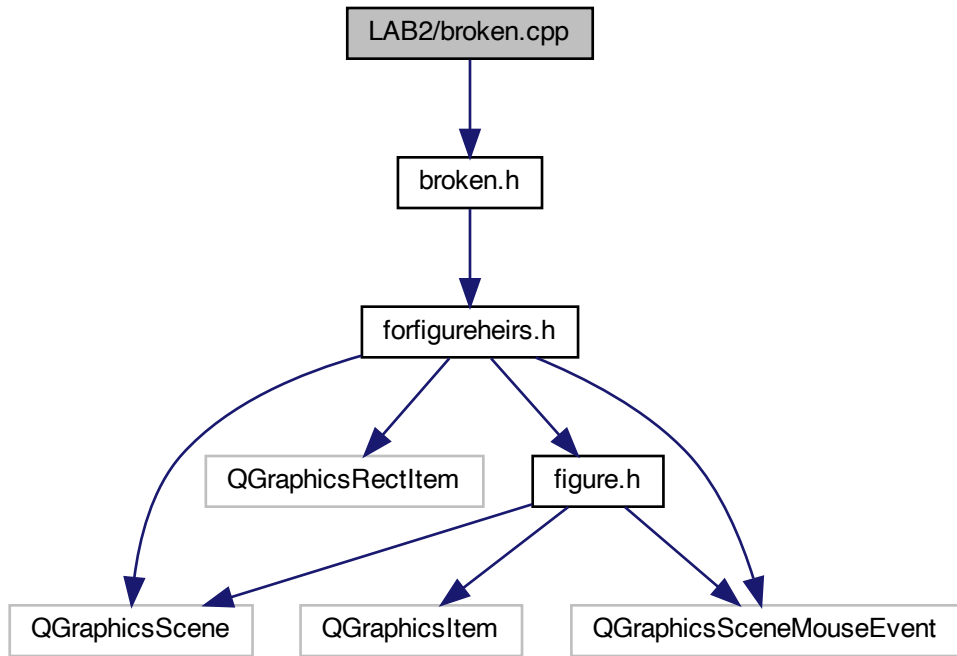 LAB2/broken.cpp
broken.h
forfigureheirs.h
QGraphicsRectItem
figure.h
QGraphicsScene
QGraphicsItem
QGraphicsSceneMouseEvent